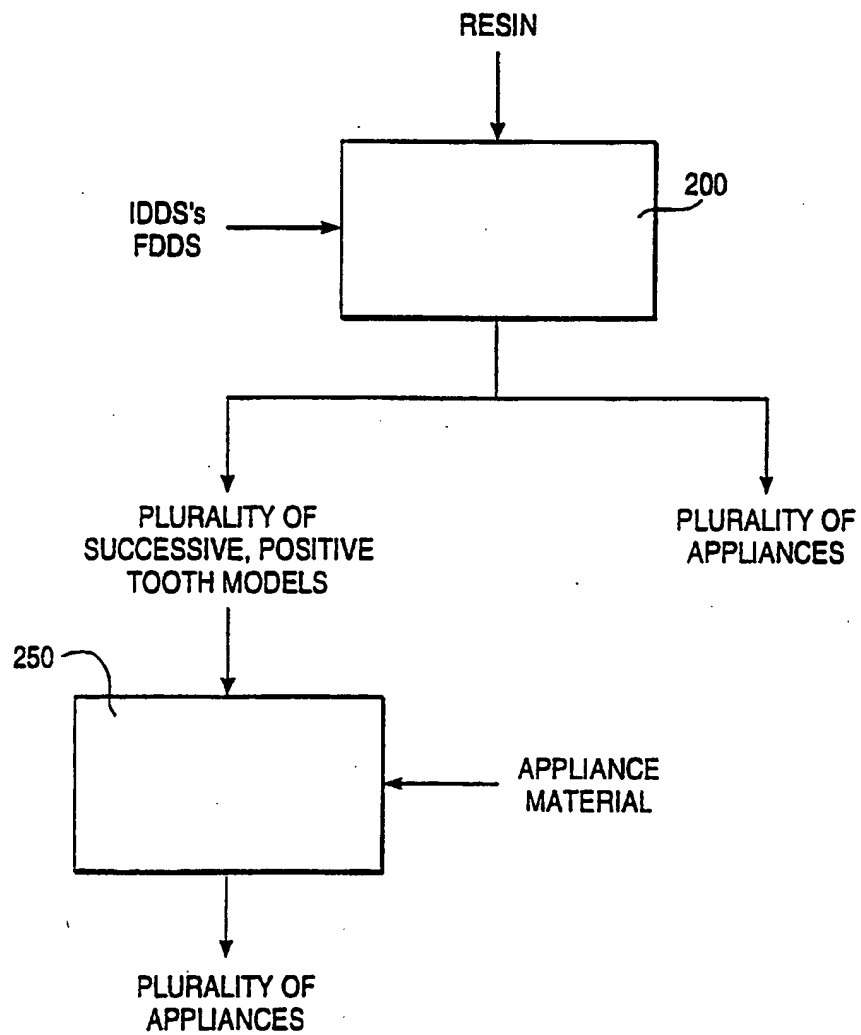 RESIN
200
IDDS's
FDDS
PLURALITY OF
SUCCESSIVE, POSITIVE
TOOTH MODELS
PLURALITY OF
APPLIANCES
250
APPLIANCE
MATERIAL
PLURALITY OF
APPLIANCES